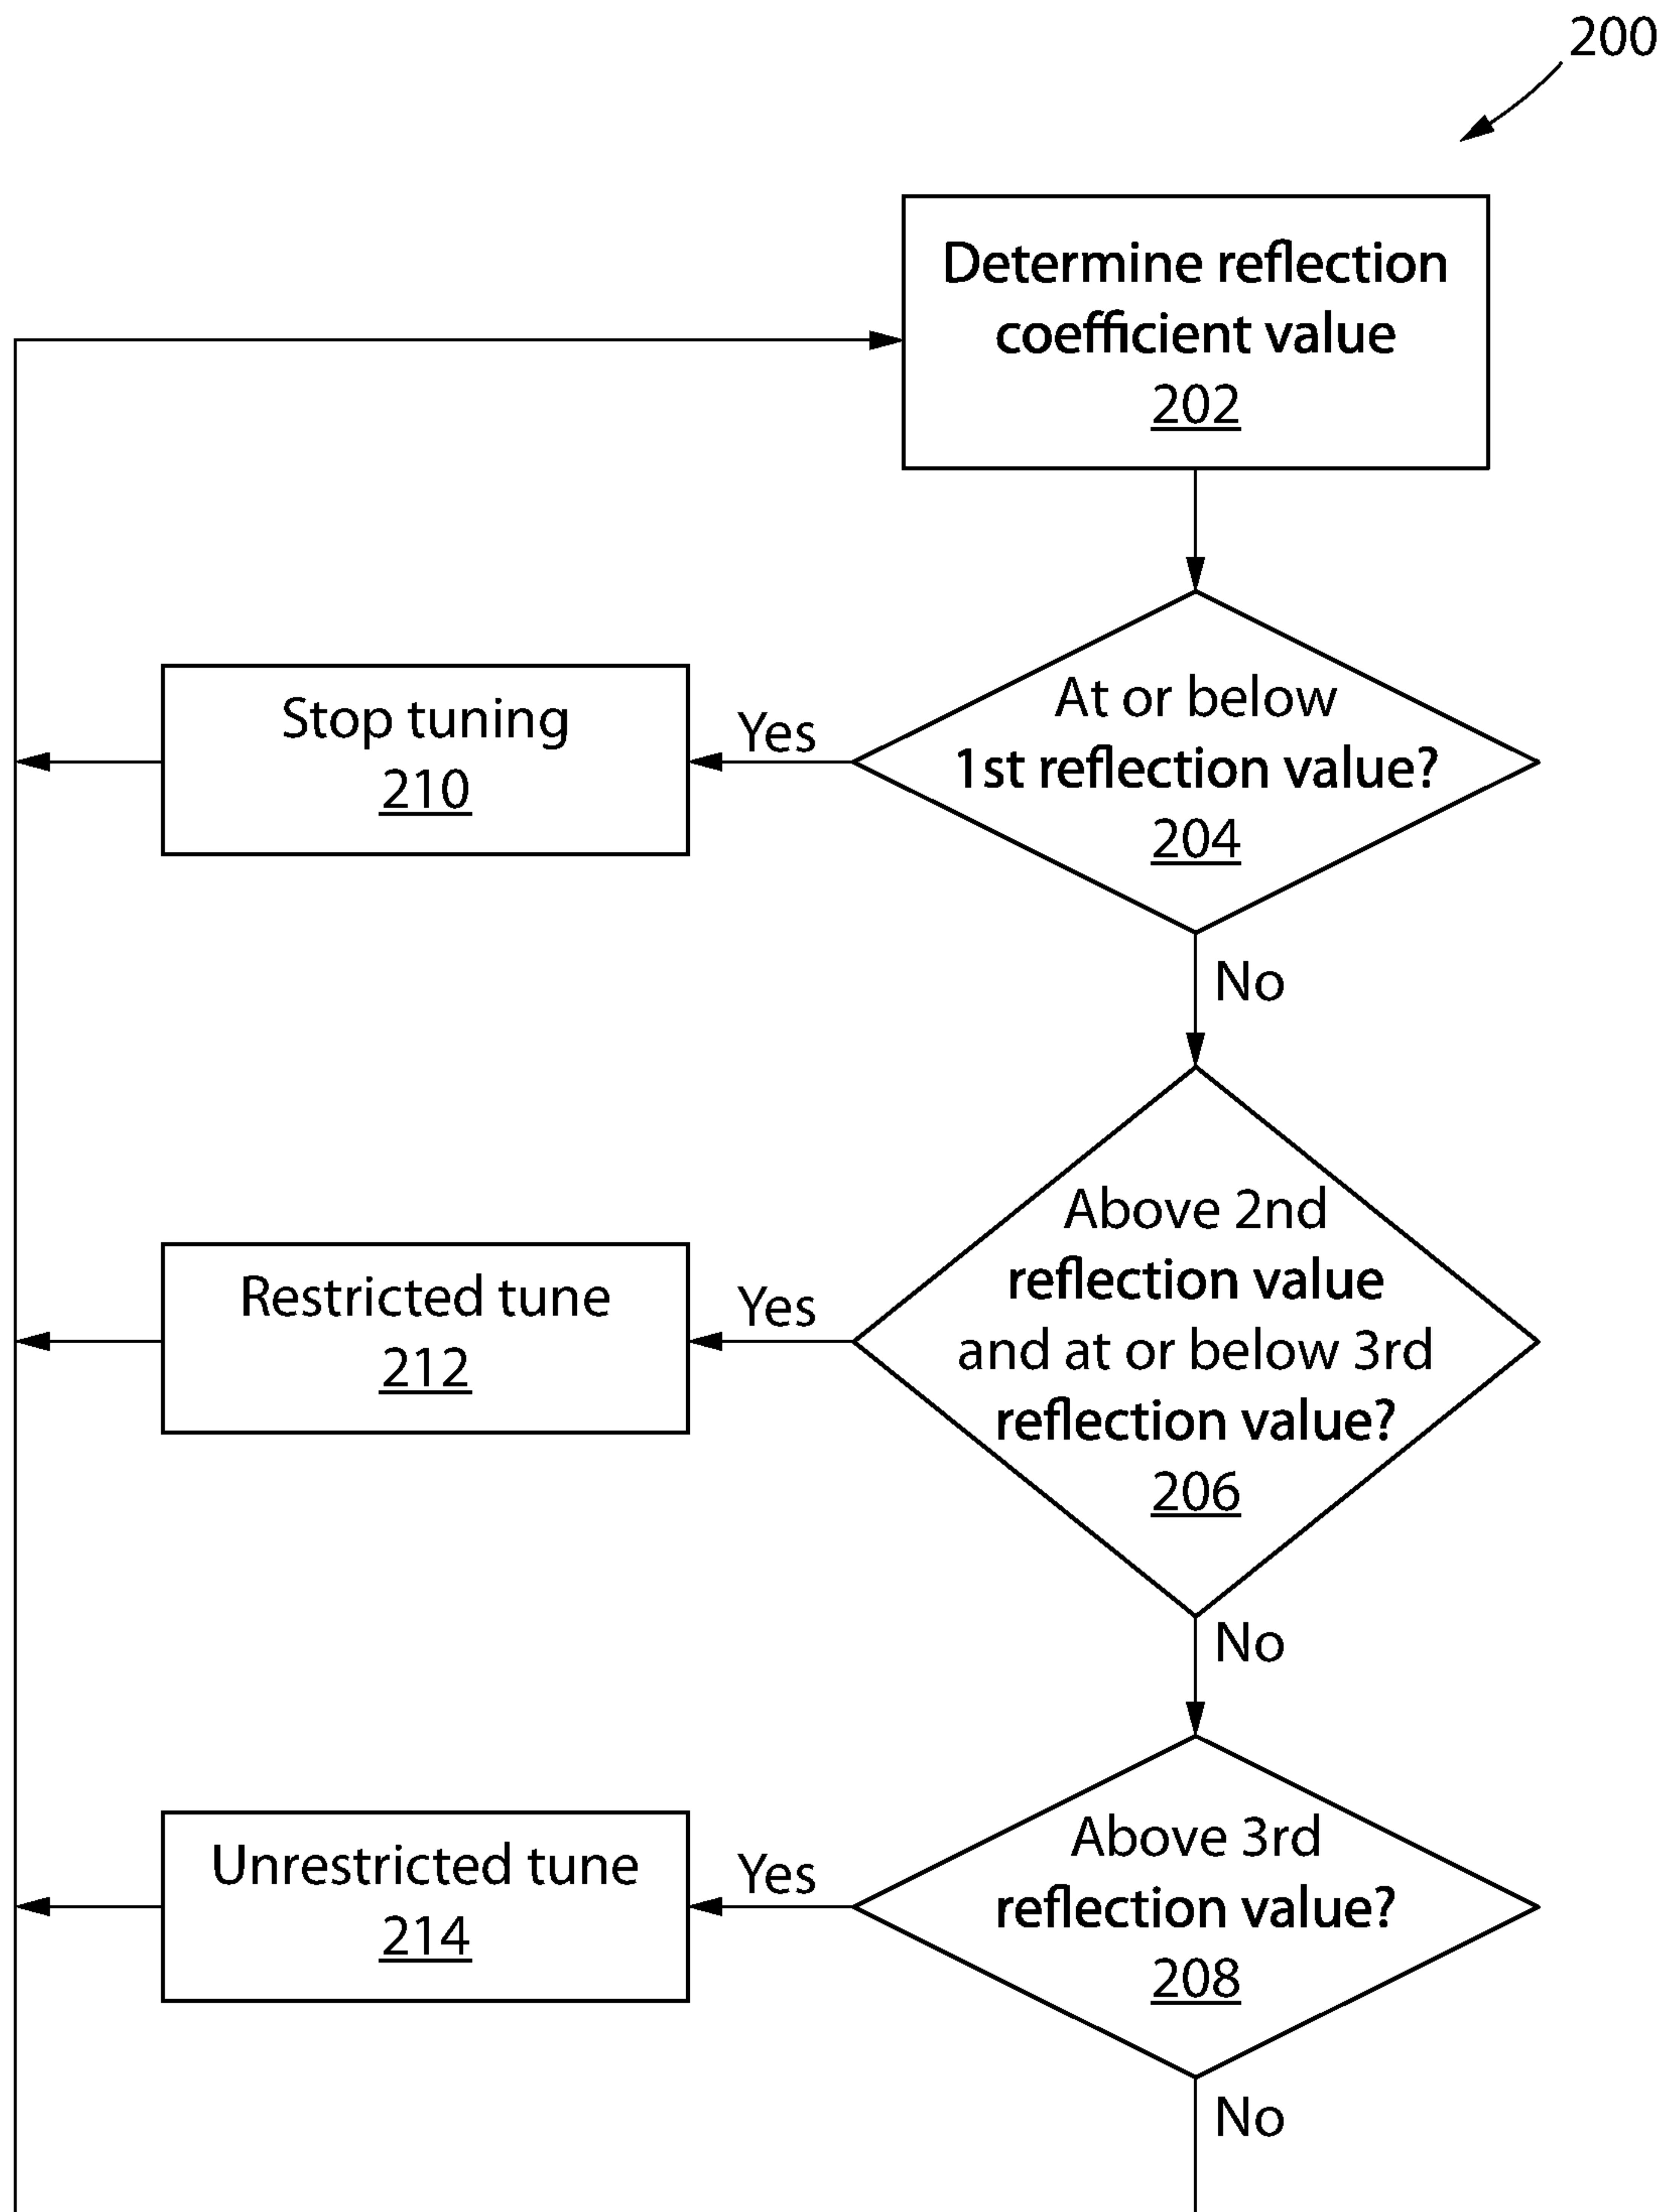 200
Determine reflection
coefficient value
202
At or below
1st reflection value?
204
Yes
Stop tuning
210
No
Above 2nd
reflection value
and at or below 3rd
reflection value?
206
Yes
Restricted tune
212
No
Above 3rd
reflection value?
208
Yes
Unrestricted tune
214
No